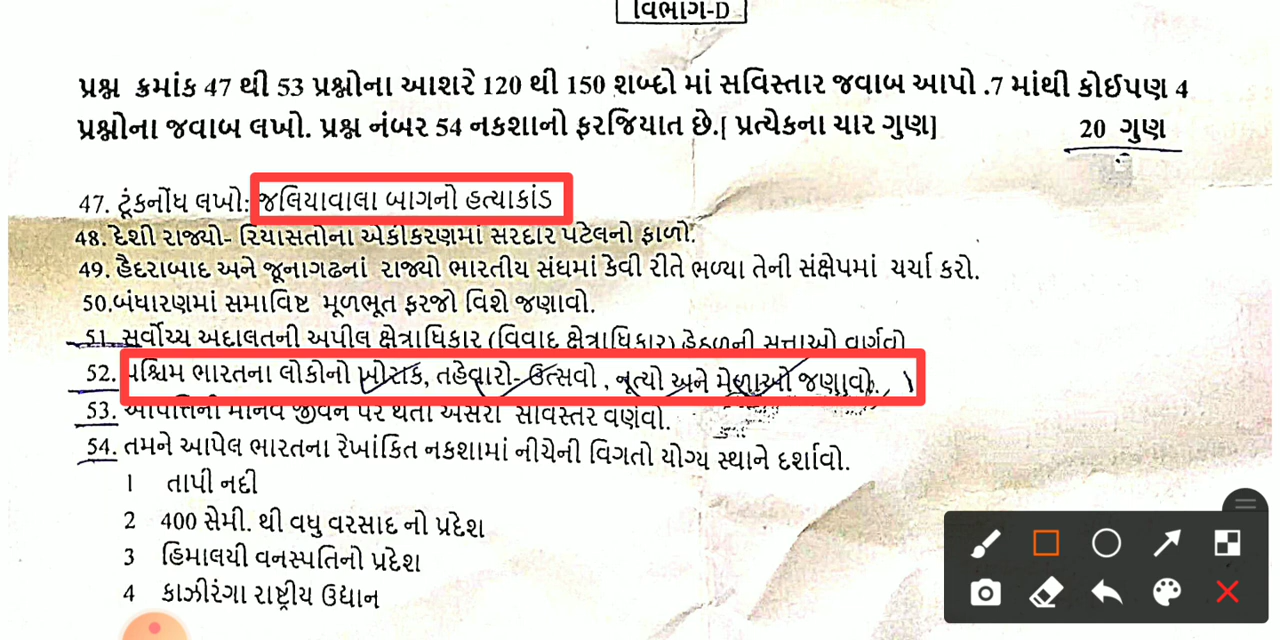 વિભાગ-D
પ્રશ્ન ક્રમાંક 47 થી 53 પ્રશ્નોના આશરે 120 થી 150 શબ્દો માં સવિસ્તાર જવાબ આપો .7 માંથી કોઈપણ 4
પ્રશ્નોના જવાબ લખો. પ્રશ્ન નંબર 54 નકશાનો ફરજિયાત છે.[ પ્રત્યેકના ચાર ગુણ] 20 ગુણ
47. ટૂંકનોંધ લખો: જલિયાવાલા બાગનો હત્યાકાંડ
48. દેશી રાજ્યો- રિયાસતોના એકીકરણમાં સરદાર પટેલનો ફાળો.
49. હૈદરાબાદ અને જૂનાગઢનાં રાજ્યો ભારતીય સંઘમાં કેવી રીતે ભળ્યા તેની સંક્ષેપમાં ચર્ચા કરો.
50.બંધારણમાં સમાવિષ્ટ મૂળભૂત ફરજો વિશે જણાવો.
51. સર્વોચ્ય અદાલતની અપીલ ક્ષેત્રાધિકાર (વિવાદ ક્ષેત્રાધિકાર) હેઠળની સત્તાઓ વર્ણવો
52. પશ્ચિમ ભારતના લોકોનો ખોરાક, તહેવારો- ઉત્સવો , નૃત્યો અને મેળાઓ જણાવો.
53. આપત્તિની માનવ જીવન પર થતી અસરો સવિસ્તર વર્ણવો.
54. તમને આપેલ ભારતના રેખાંકિત નકશામાં નીચેની વિગતો યોગ્ય સ્થાને દર્શાવો.
1 તાપી નદી
2 400 સેમી. થી વધુ વરસાદ નો પ્રદેશ
3 હિમાલયી વનસ્પતિનો પ્રદેશ
4 કાઝીરંગા રાષ્ટ્રીય ઉદ્યાન